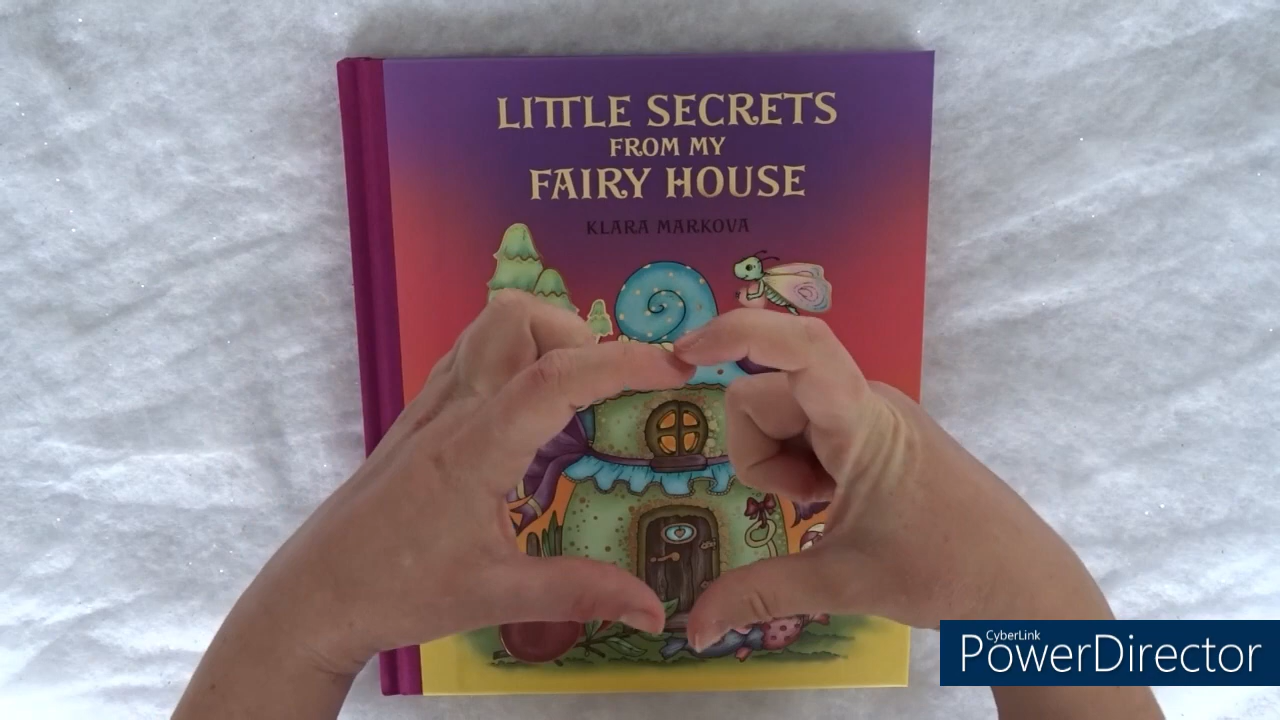 LITTLE SECRETS
FROM MY
FAIRY HOUSE
KLARA MARKOVA
CyberLink
PowerDirector